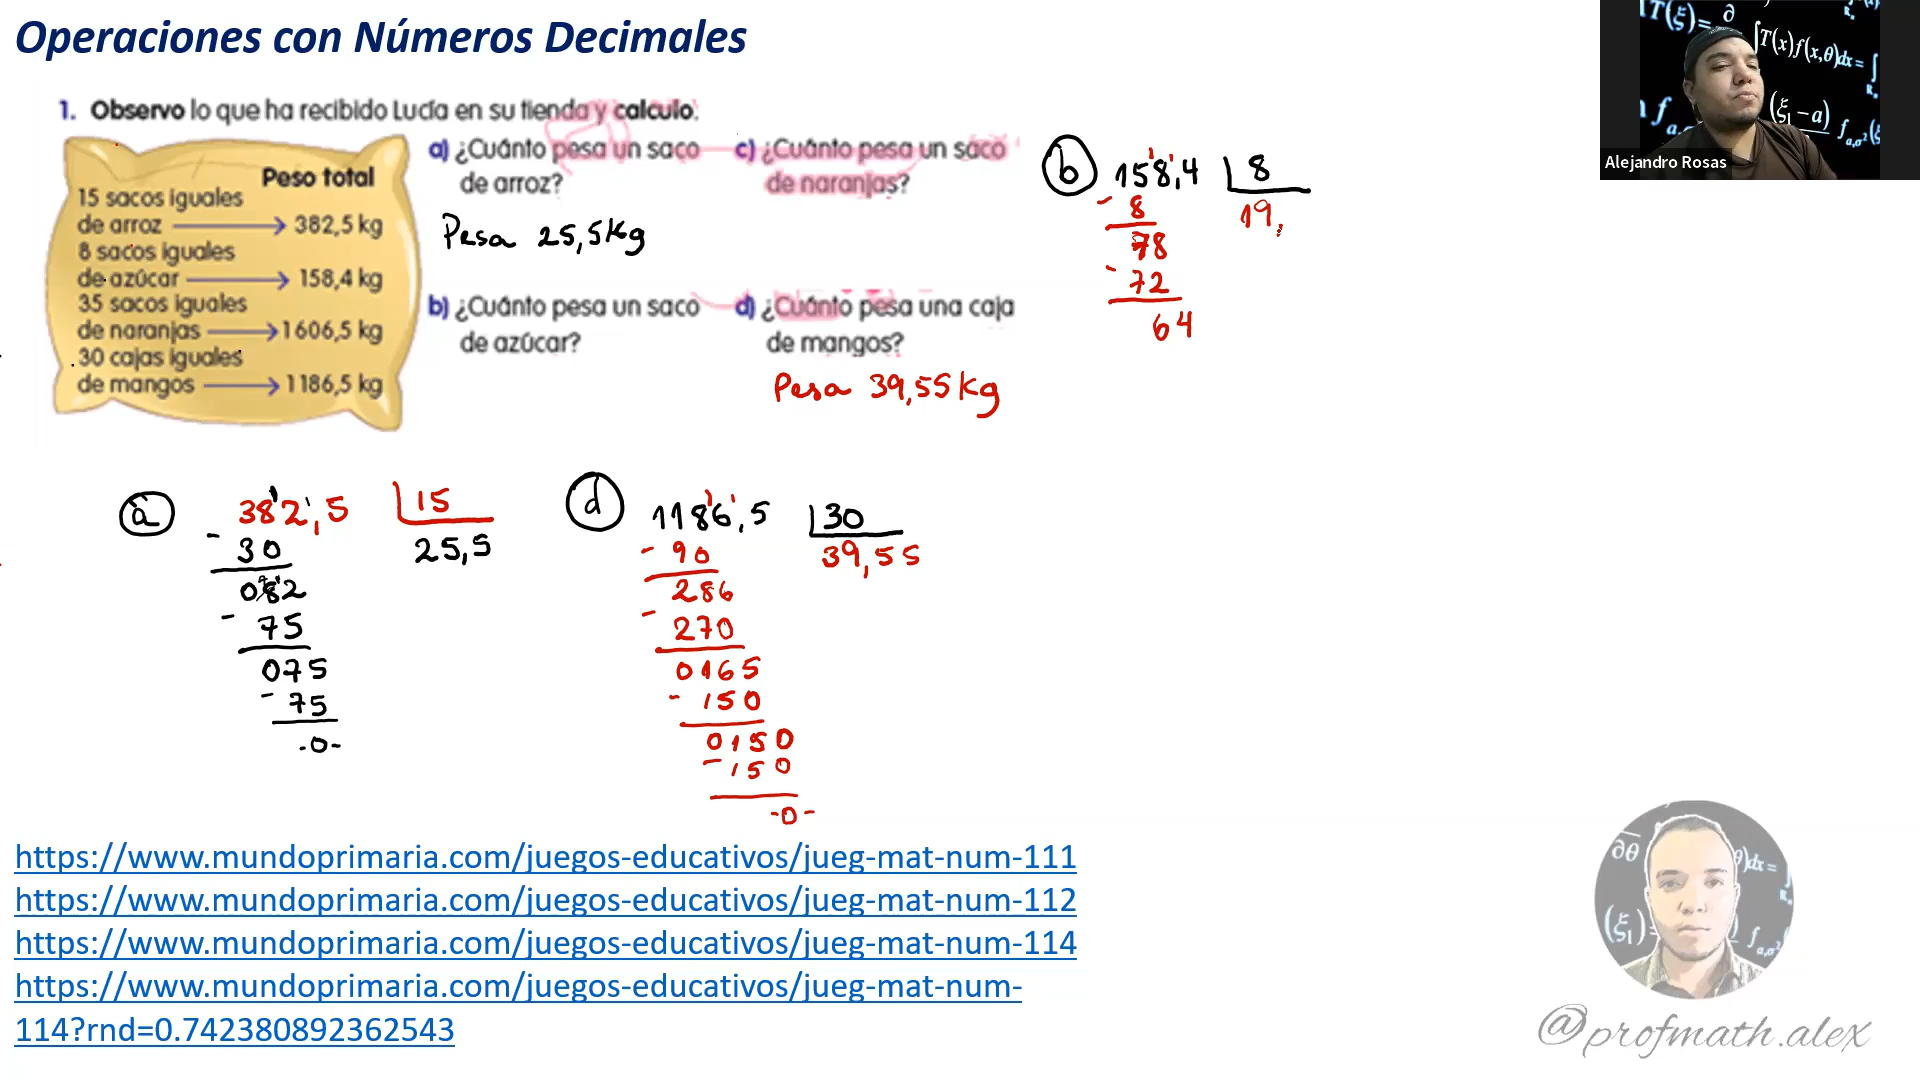 Operaciones con Números Decimales
1. Observo lo que ha recibido Lucía en su tienda y calculo.
Peso total
15 sacos iguales
de arroz → 382,5 kg
8 sacos iguales
de azúcar → 158,4 kg
35 sacos iguales
de naranjas → 1606,5 kg
30 cajas iguales
de mangos → 1186,5 kg
a) ¿Cuánto pesa un saco
de arroz?
Pesa 25,5 Kg
b) ¿Cuánto pesa un saco
de azúcar?
c) ¿Cuánto pesa un saco
de naranjas?
d) ¿Cuánto pesa una caja
de mangos?
Pesa 39,55 Kg
b 158,4 8
- 8 19,
78
- 72
64
a 382,5 15
- 30 25,5
082
- 75
075
- 75
-0-
d 1186,5 30
- 90 39,55
286
- 270
0165
- 150
0150
- 150
-0-
https://www.mundoprimaria.com/juegos-educativos/jueg-mat-num-111
https://www.mundoprimaria.com/juegos-educativos/jueg-mat-num-112
https://www.mundoprimaria.com/juegos-educativos/jueg-mat-num-114
https://www.mundoprimaria.com/juegos-educativos/jueg-mat-num-
114?rnd=0.742380892362543
Alejandro Rosas
@profmath.alex